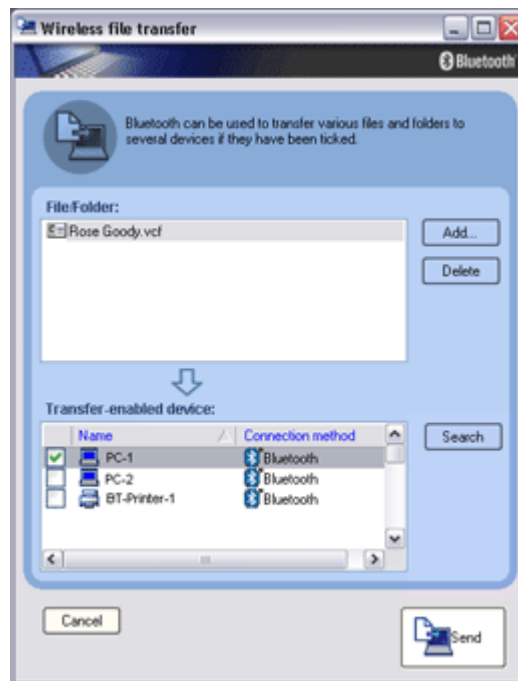 Wireless file transfer
Bluetooth
Bluetooth can be used to transfer various files and folders to
several devices if they have been ticked.
File/Folder:
Rose Goody.vcf
Add...
Delete
Transfer-enabled device:
Name Connection method
Search
PC-1 Bluetooth
PC-2 Bluetooth
BT-Printer-1 Bluetooth
Cancel
Send